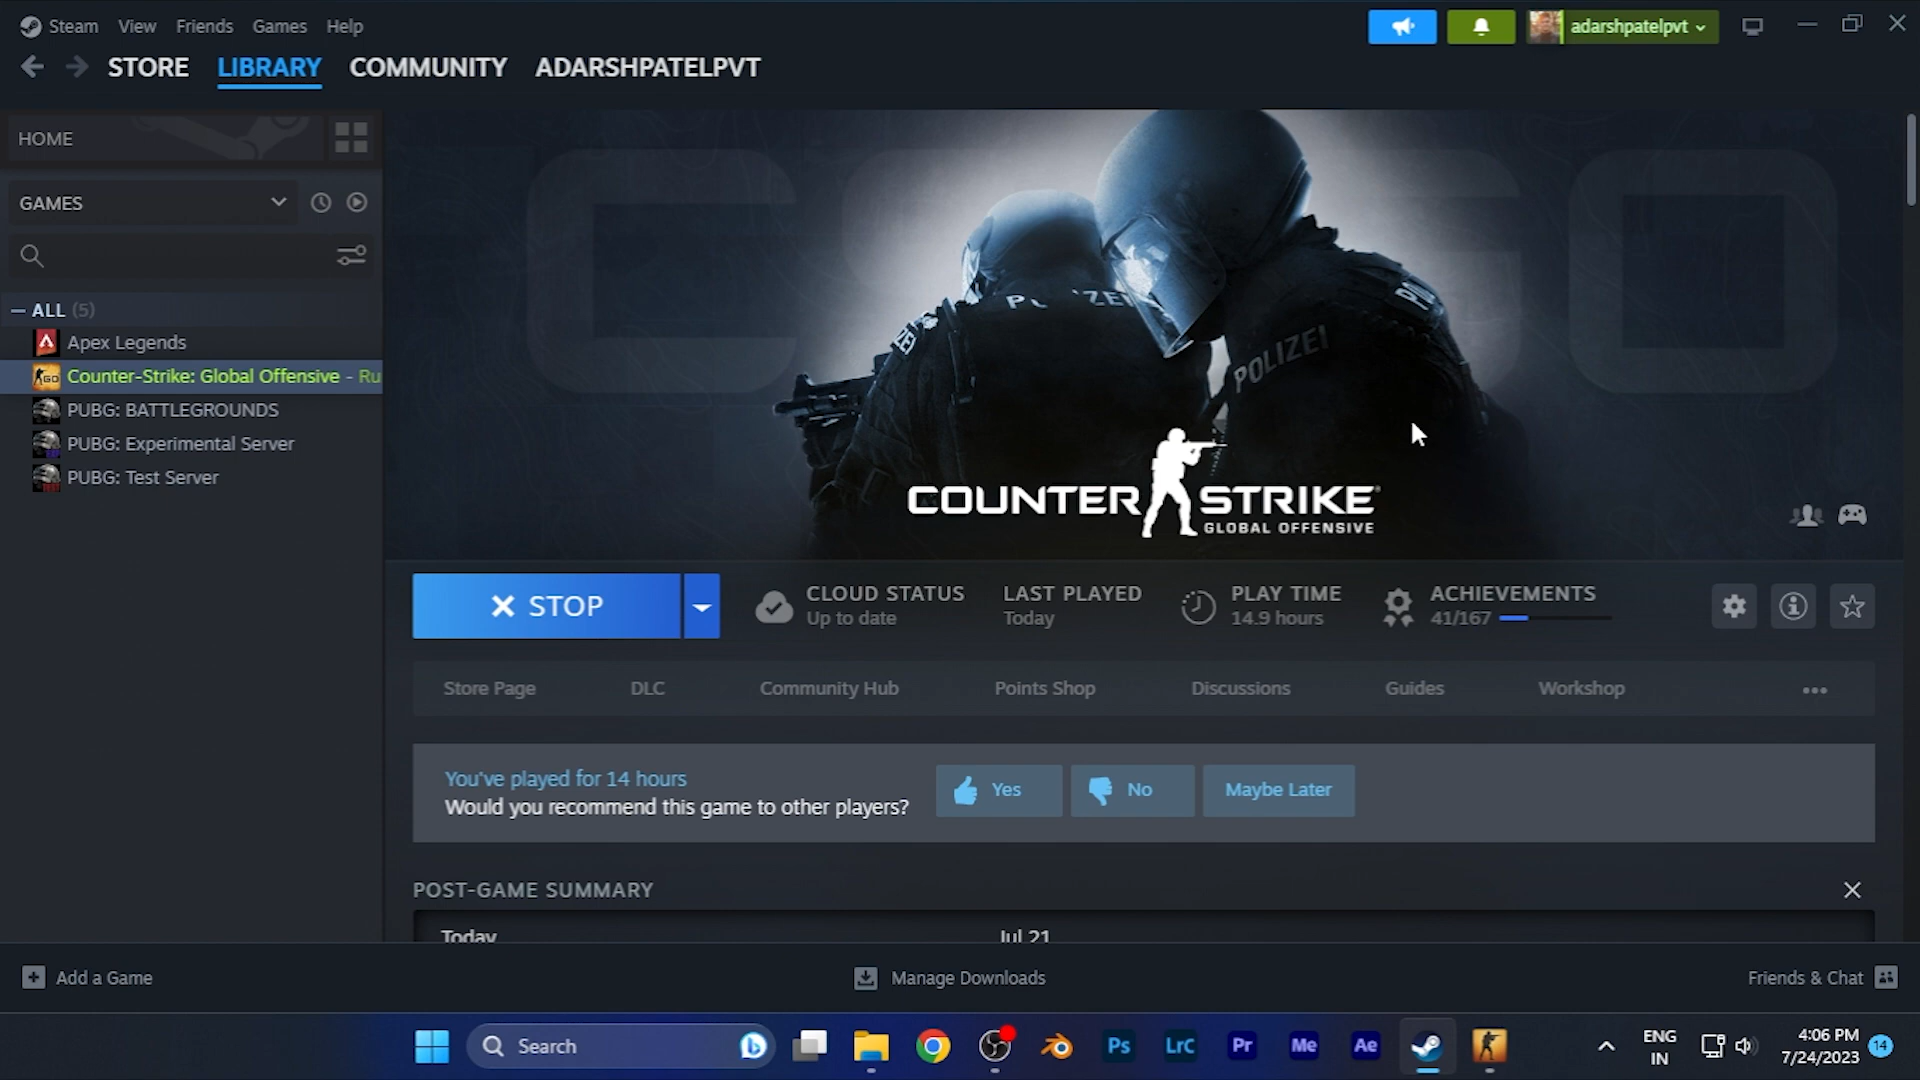 Steam View Friends Games Help
adarshpatelpvt
STORE LIBRARY COMMUNITY ADARSHPATELPVT
HOME
GAMES
ALL (5)
Apex Legends
Counter-Strike: Global Offensive - Ru
PUBG: BATTLEGROUNDS
PUBG: Experimental Server
PUBG: Test Server
CSGO
POLIZEI
COUNTER STRIKE
GLOBAL OFFENSIVE
STOP
CLOUD STATUS
Up to date
LAST PLAYED
Today
PLAY TIME
14.9 hours
ACHIEVEMENTS
41/167
Store Page DLC Community Hub Points Shop Discussions Guides Workshop
You've played for 14 hours
Would you recommend this game to other players?
Yes No Maybe Later
POST-GAME SUMMARY
Today Jul 21
Add a Game Manage Downloads Friends & Chat
Search
Ps LrC Pr Me Ae
ENG
IN
4:06 PM
7/24/2023
14